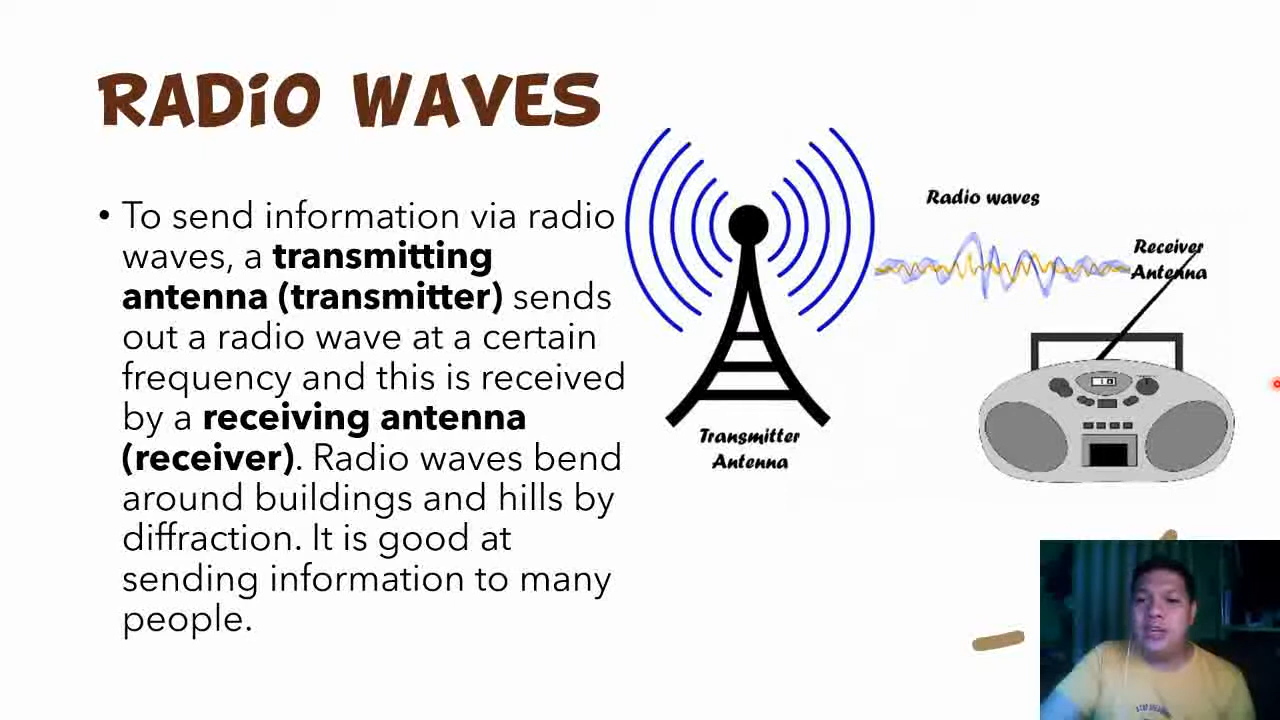 RADiO WAVES
• To send information via radio
waves, a transmitting
antenna (transmitter) sends
out a radio wave at a certain
frequency and this is received
by a receiving antenna
(receiver). Radio waves bend
around buildings and hills by
diffraction. It is good at
sending information to many
people.
Radio waves
Receiver
Antenna
Transmitter
Antenna